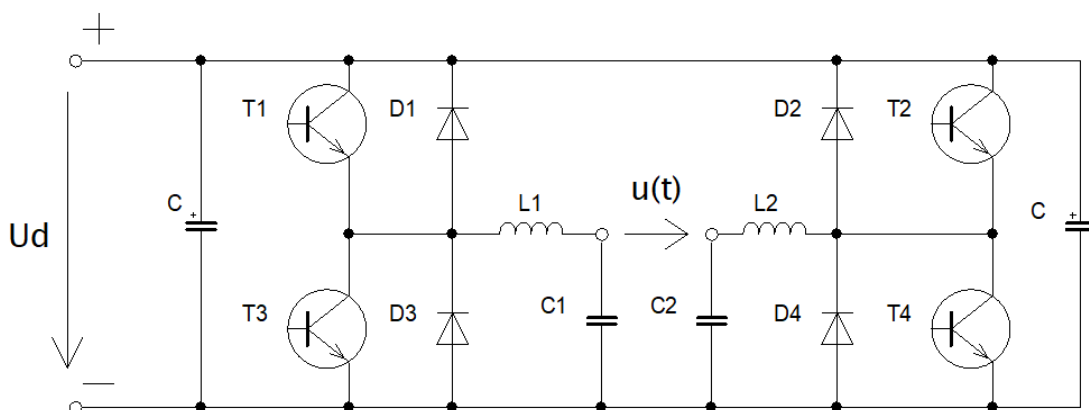 +
T1 D1 D2 T2
u(t)
C + L1 L2 C +
Ud
T3 D3 C1 C2 D4 T4
−